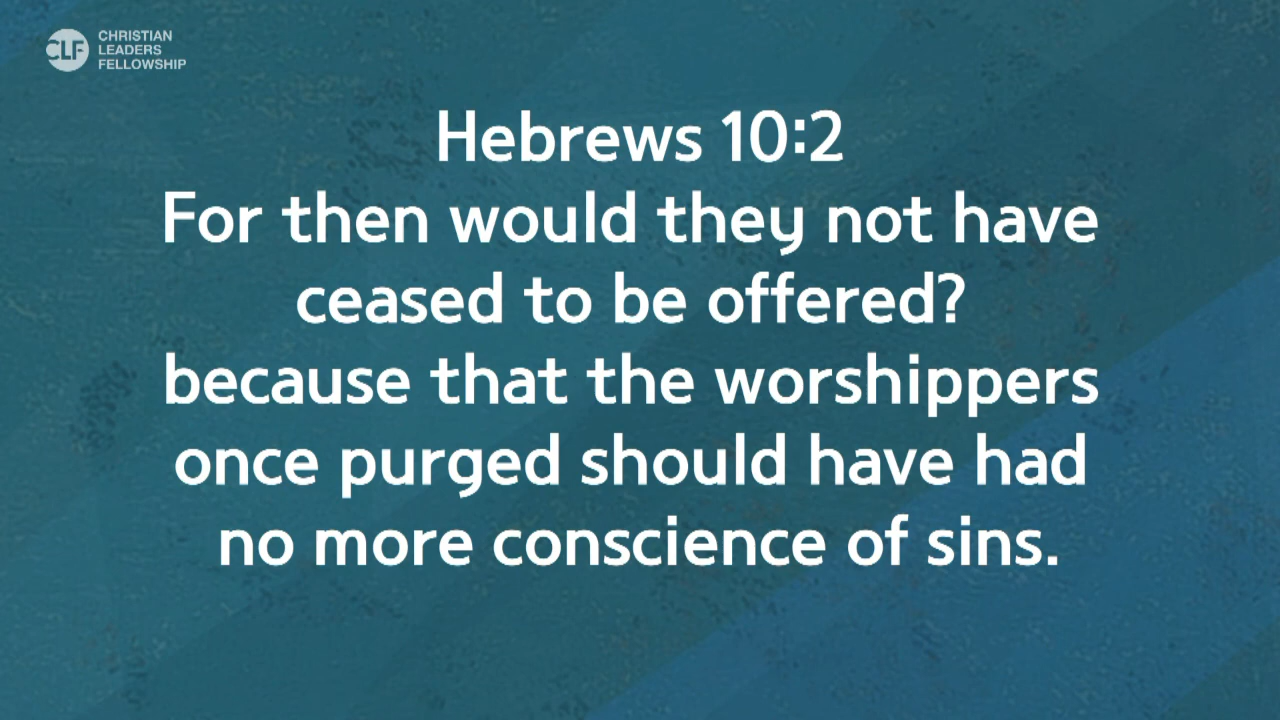 CLF
CHRISTIAN
LEADERS
FELLOWSHIP
Hebrews 10:2
For then would they not have
ceased to be offered?
because that the worshippers
once purged should have had
no more conscience of sins.